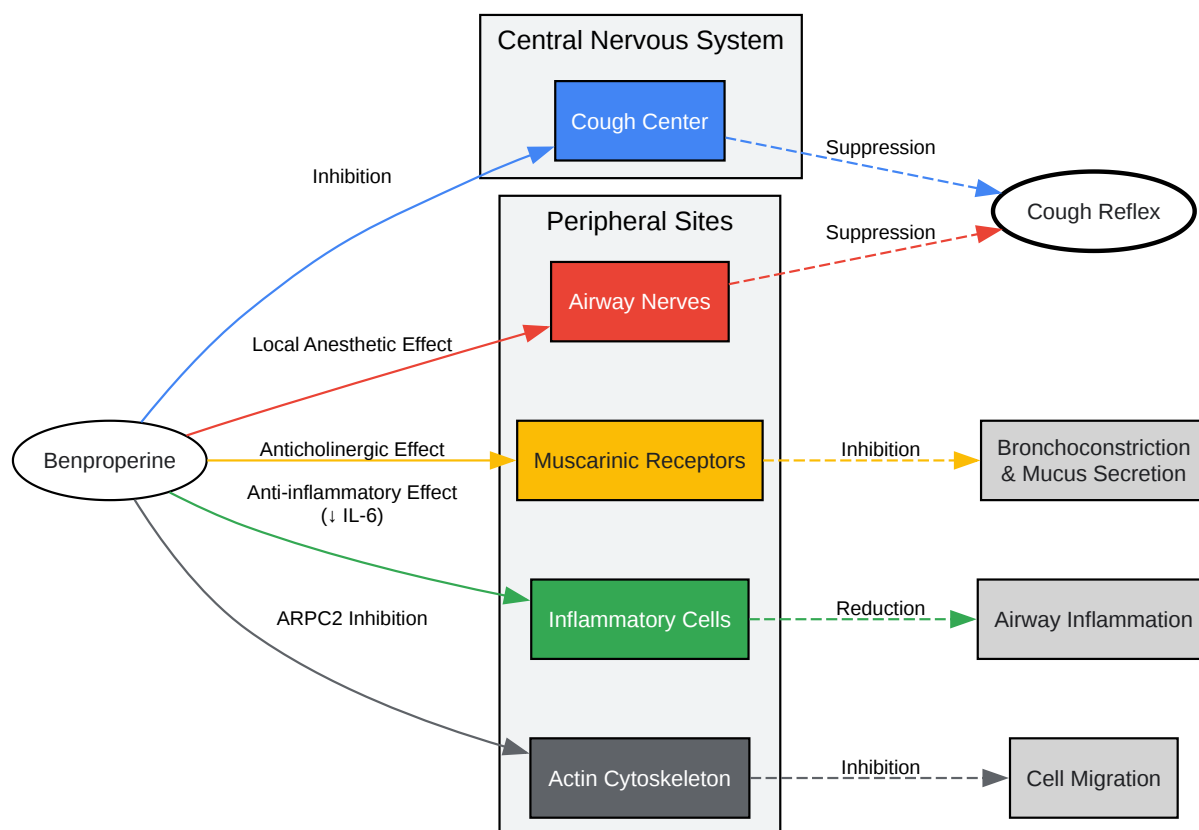 Central Nervous System
Cough Center
Suppression
Inhibition
Cough Reflex
Peripheral Sites
Suppression
Airway Nerves
Local Anesthetic Effect
Benproperine
Anticholinergic Effect
Muscarinic Receptors
Inhibition
Bronchoconstriction
& Mucus Secretion
Anti-inflammatory Effect
(↓ IL-6)
ARPC2 Inhibition
Inflammatory Cells
Reduction
Airway Inflammation
Actin Cytoskeleton
Inhibition
Cell Migration